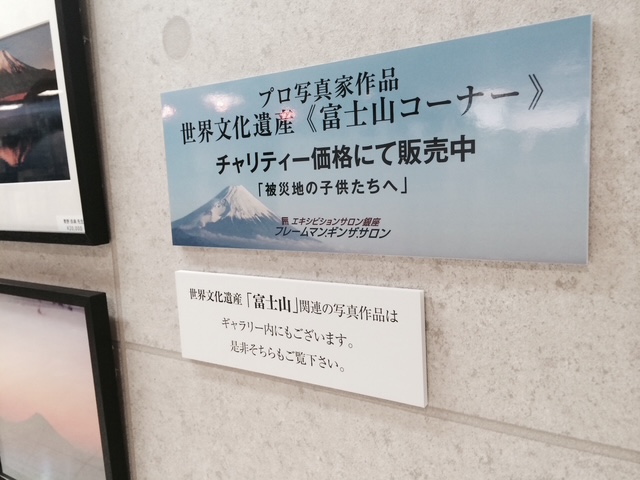 プロ写真家作品
世界文化遺産《富士山コーナー》
チャリティー価格にて販売中
「被災地の子供たちへ」
エキシビションサロン銀座
フレームマン.ギンザ.サロン
世界文化遺産「富士山」関連の写真作品は
ギャラリー内にもございます。
是非そちらもご覧下さい。